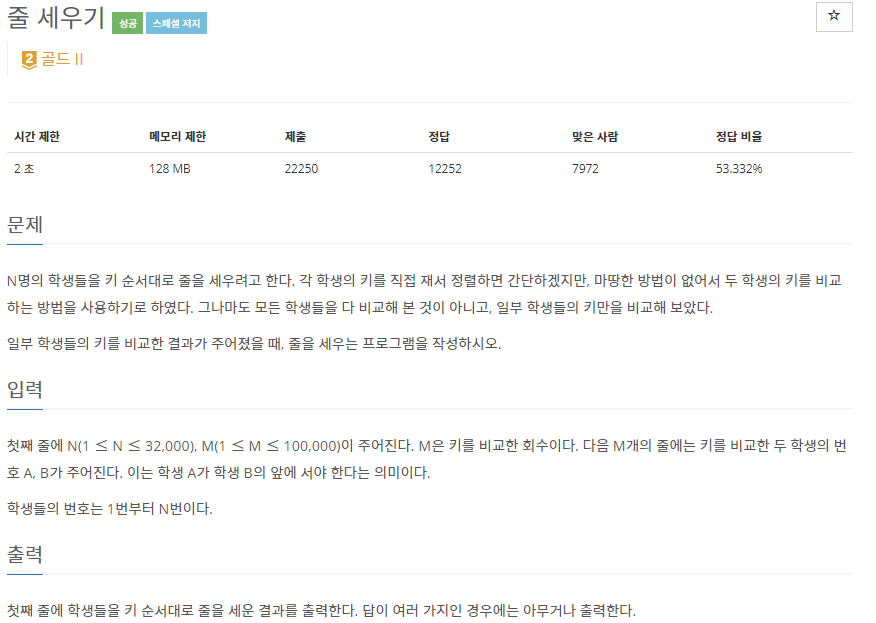 줄 세우기 성공 스페셜 저지
☆
2 골드 II
시간 제한 메모리 제한 제출 정답 맞은 사람 정답 비율
2 초 128 MB 22250 12252 7972 53.332%
문제
N명의 학생들을 키 순서대로 줄을 세우려고 한다. 각 학생의 키를 직접 재서 정렬하면 간단하겠지만, 마땅한 방법이 없어서 두 학생의 키를 비교
하는 방법을 사용하기로 하였다. 그나마도 모든 학생들을 다 비교해 본 것이 아니고, 일부 학생들의 키만을 비교해 보았다.
일부 학생들의 키를 비교한 결과가 주어졌을 때, 줄을 세우는 프로그램을 작성하시오.
입력
첫째 줄에 N(1 ≤ N ≤ 32,000), M(1 ≤ M ≤ 100,000)이 주어진다. M은 키를 비교한 회수이다. 다음 M개의 줄에는 키를 비교한 두 학생의 번
호 A, B가 주어진다. 이는 학생 A가 학생 B의 앞에 서야 한다는 의미이다.
학생들의 번호는 1번부터 N번이다.
출력
첫째 줄에 학생들을 키 순서대로 줄을 세운 결과를 출력한다. 답이 여러 가지인 경우에는 아무거나 출력한다.